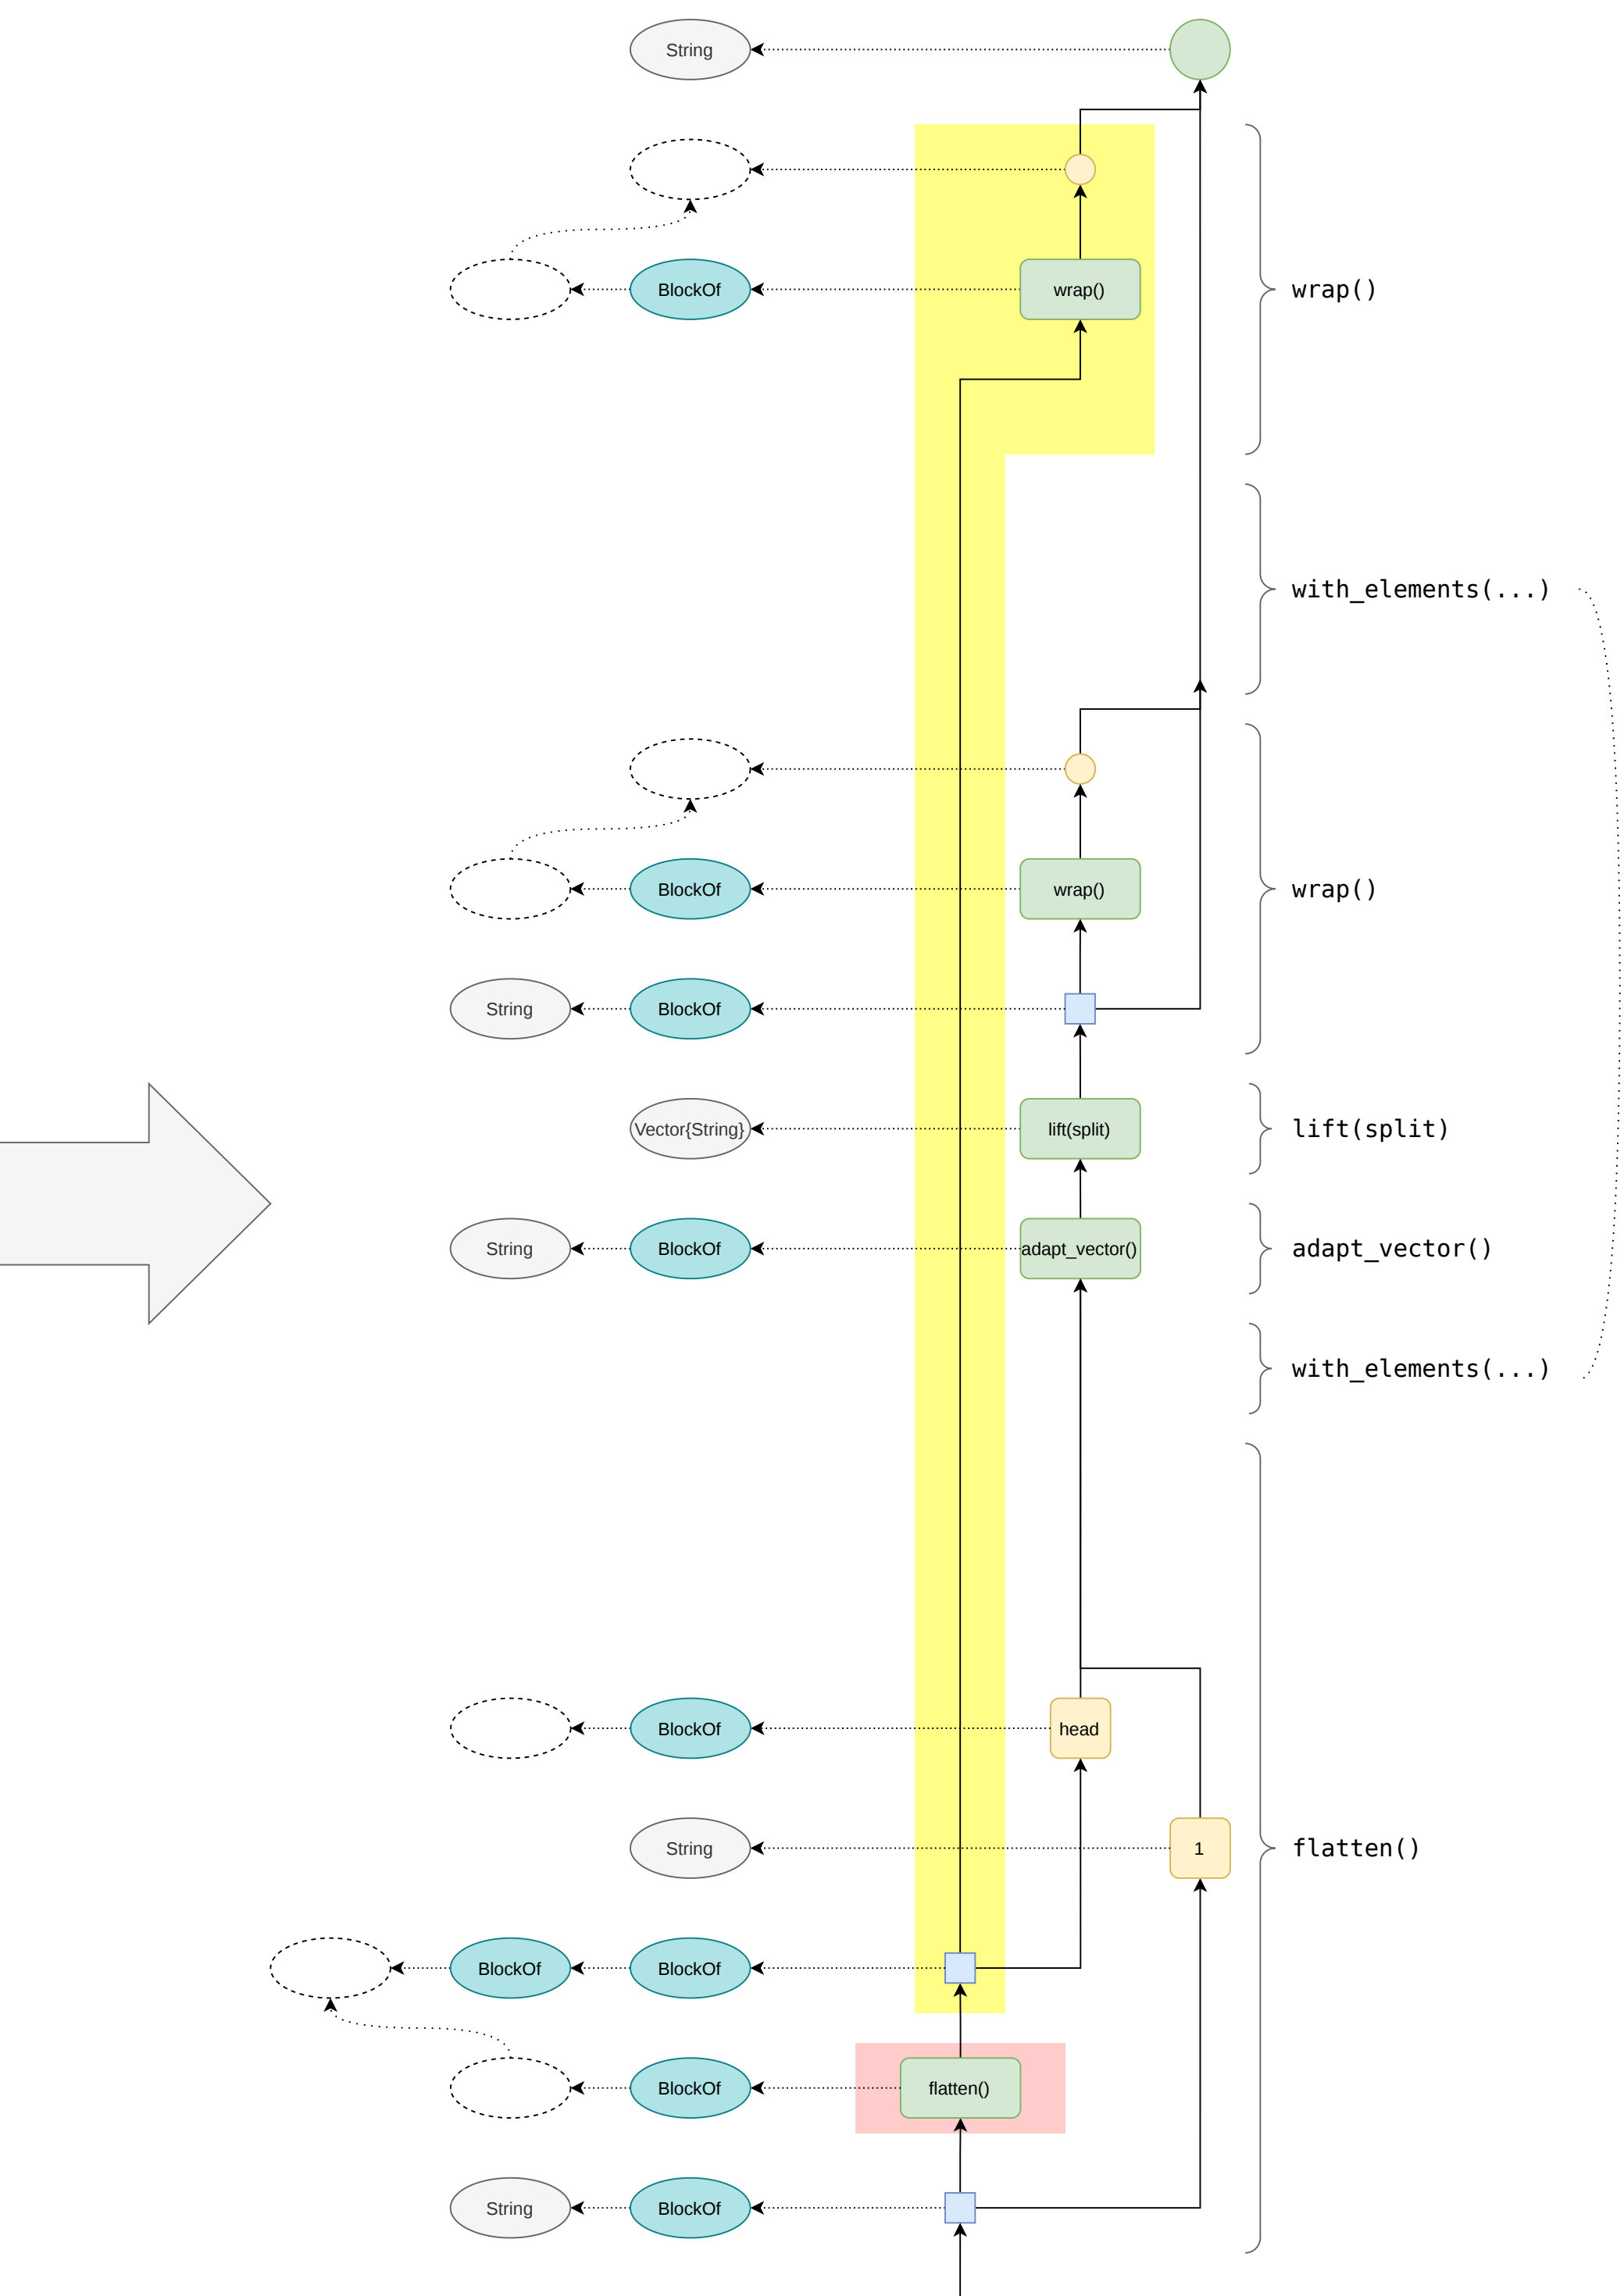 String
BlockOf
wrap()
wrap()
with_elements(...)
BlockOf
wrap()
wrap()
String
BlockOf
Vector{String}
lift(split)
lift(split)
String
BlockOf
adapt_vector()
adapt_vector()
with_elements(...)
BlockOf
head
String
1
flatten()
BlockOf
BlockOf
BlockOf
flatten()
String
BlockOf